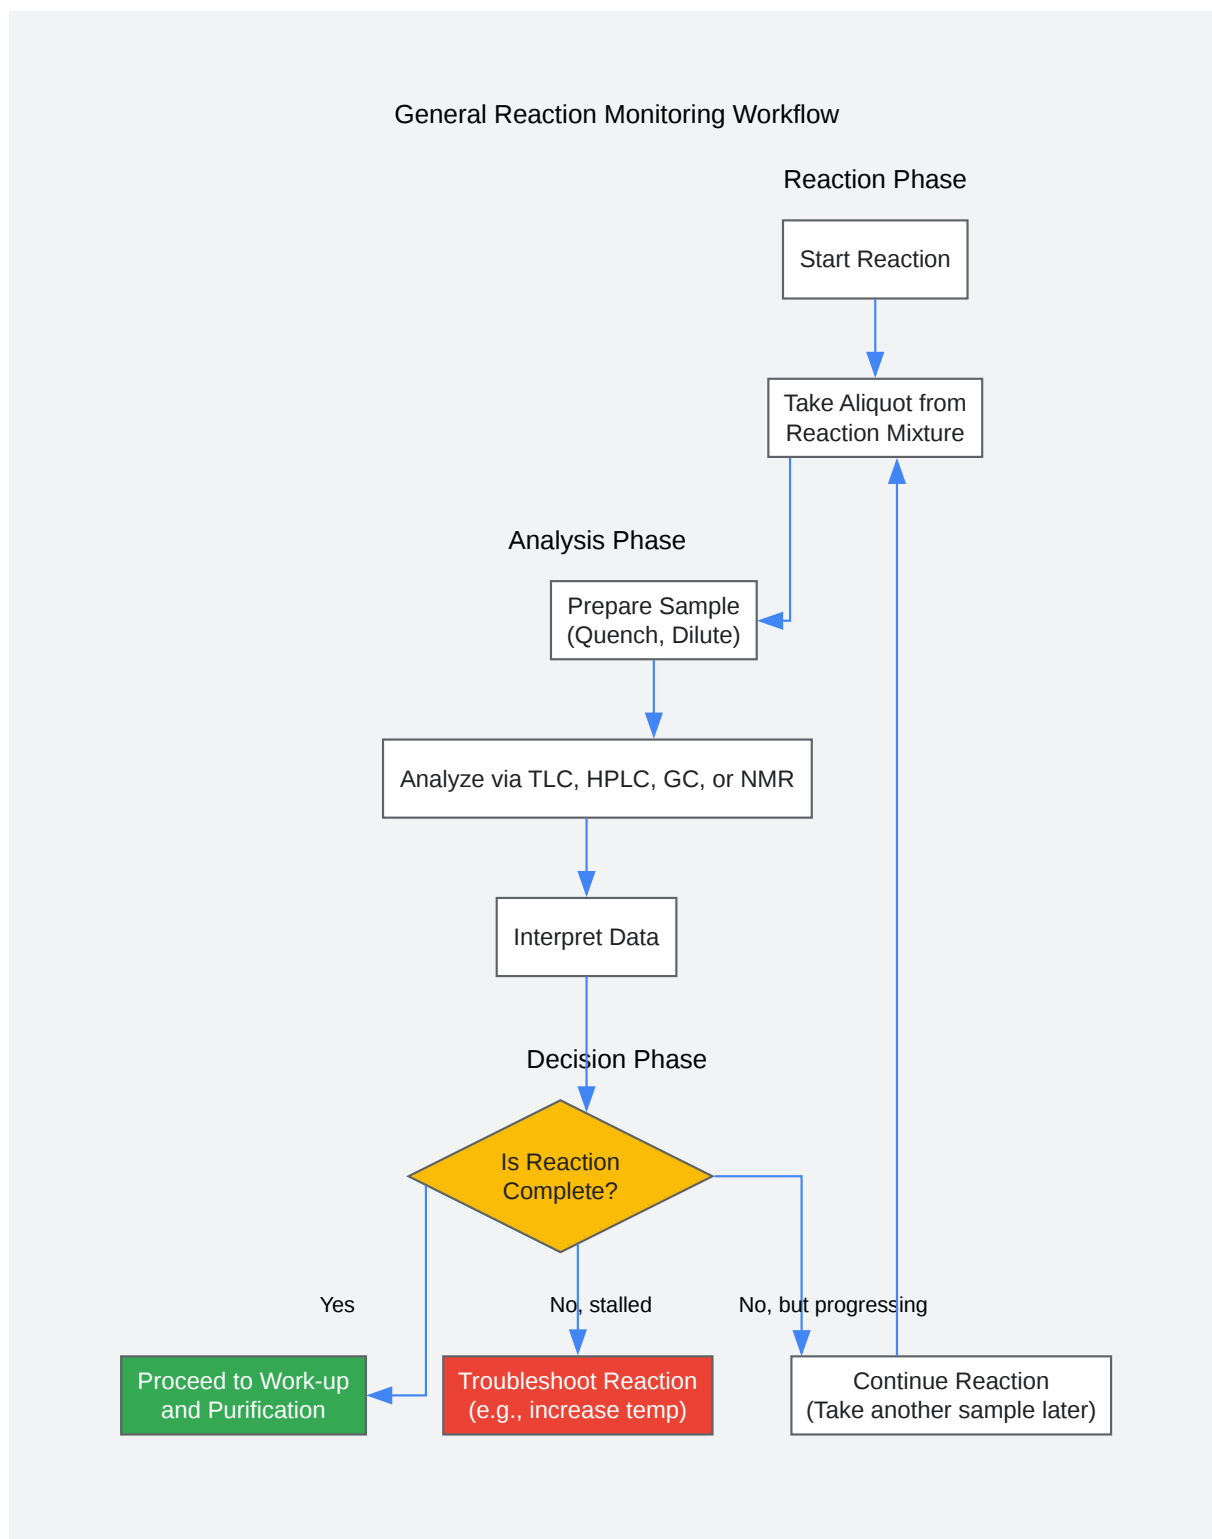 General Reaction Monitoring Workflow
Reaction Phase
Start Reaction
Take Aliquot from
Reaction Mixture
Analysis Phase
Prepare Sample
(Quench, Dilute)
Analyze via TLC, HPLC, GC, or NMR
Interpret Data
Decision Phase
Is Reaction
Complete?
Yes
No, stalled
No, but progressing
Proceed to Work-up
and Purification
Troubleshoot Reaction
(e.g., increase temp)
Continue Reaction
(Take another sample later)